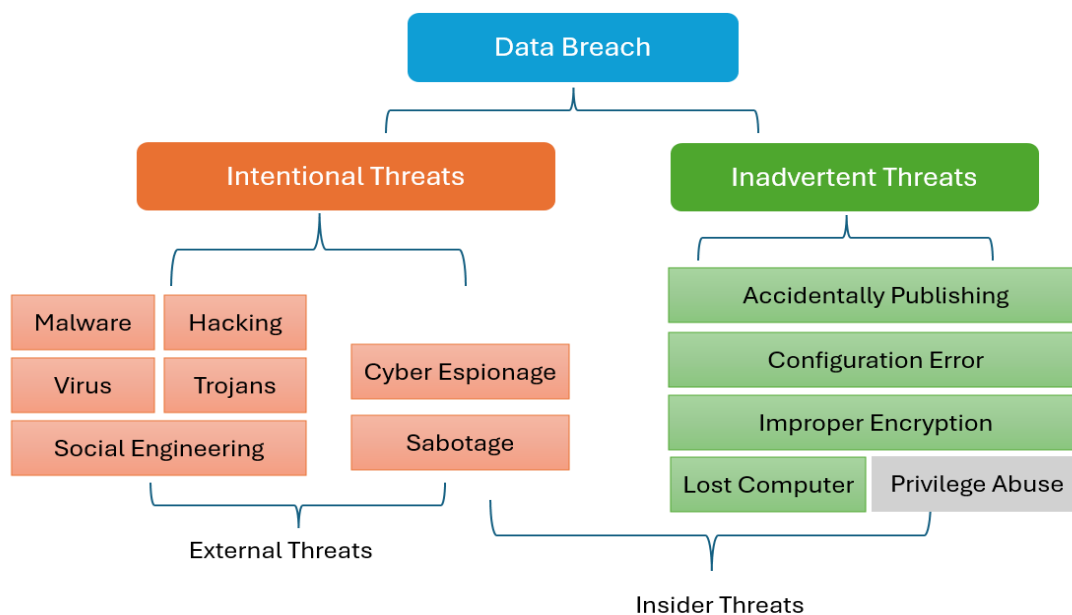 Data Breach
Intentional Threats
Inadvertent Threats
Malware
Hacking
Virus
Trojans
Social Engineering
Cyber Espionage
Sabotage
Accidentally Publishing
Configuration Error
Improper Encryption
Lost Computer
Privilege Abuse
External Threats
Insider Threats